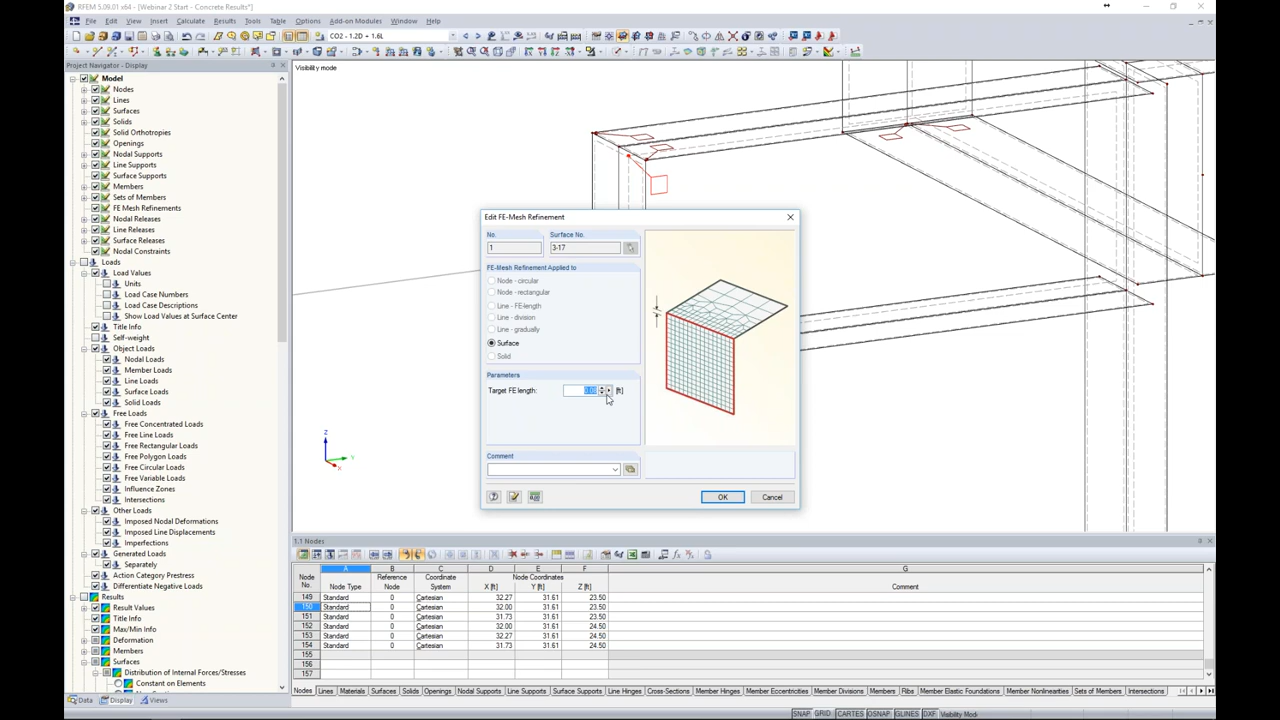 RFEM 5.09.01 x64 - [Webinar 2 Start - Concrete Results*]
File Edit View Insert Calculate Results Tools Table Options Add-on Modules Window Help
CO2 - 1.2D + 1.6L
Project Navigator - Display
Model
Nodes
Lines
Surfaces
Solids
Solid Orthotropies
Openings
Nodal Supports
Line Supports
Surface Supports
Members
Sets of Members
FE Mesh Refinements
Nodal Releases
Line Releases
Surface Releases
Nodal Constraints
Loads
Load Values
Units
Load Case Numbers
Load Case Descriptions
Show Load Values at Surface Center
Title Info
Self-weight
Object Loads
Nodal Loads
Member Loads
Line Loads
Surface Loads
Solid Loads
Free Loads
Free Concentrated Loads
Free Line Loads
Free Rectangular Loads
Free Polygon Loads
Free Circular Loads
Free Variable Loads
Influence Zones
Intersections
Other Loads
Imposed Nodal Deformations
Imposed Line Displacements
Imperfections
Generated Loads
Separately
Action Category Prestress
Differentiate Negative Loads
Results
Result Values
Title Info
Max/Min Info
Deformation
Members
Surfaces
Distribution of Internal Forces/Stresses
Constant on Elements
Data Display Views
Visibility mode
Z
Y
X
Edit FE-Mesh Refinement
No. Surface No.
1 3-17
FE-Mesh Refinement Applied to
Node - circular
Node - rectangular
Line - FE-length
Line - division
Line - gradually
Surface
Solid
Parameters
Target FE length: [ft]
Comment
OK Cancel
1.1 Nodes
A B C D E F G
Node Reference Coordinate Node Coordinates
No. Node Type Node System X [ft] Y [ft] Z [ft] Comment
149 Standard 0 Cartesian 32.27 31.61 23.50
150 Standard 0 Cartesian 32.00 31.61 23.50
151 Standard 0 Cartesian 31.73 31.61 23.50
152 Standard 0 Cartesian 32.00 31.61 24.50
153 Standard 0 Cartesian 32.27 31.61 24.50
154 Standard 0 Cartesian 31.73 31.61 24.50
155
156
157
Nodes Lines Materials Surfaces Solids Openings Nodal Supports Line Supports Surface Supports Line Hinges Cross-Sections Member Hinges Member Eccentricities Member Divisions Members Ribs Member Elastic Foundations Member Nonlinearities Sets of Members Intersections
SNAP GRID CARTES OSNAP GLINES DXF Visibility Mode